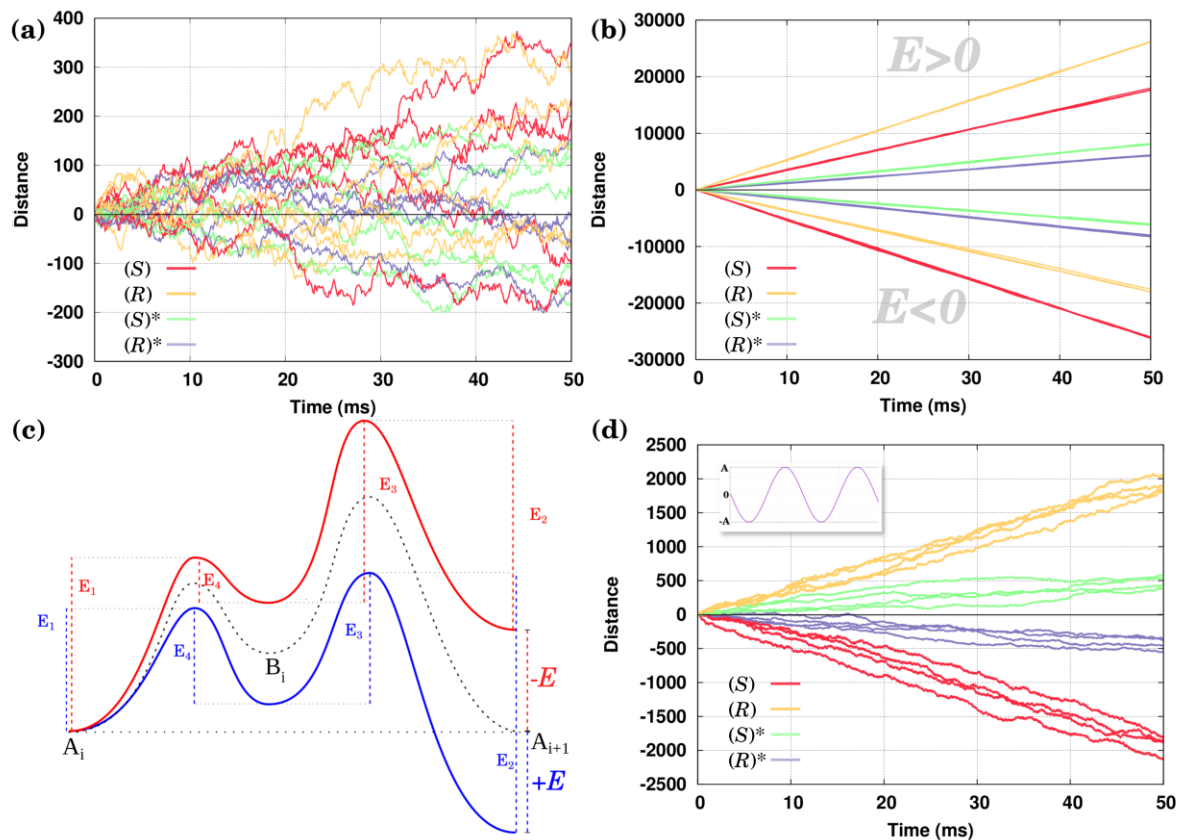 (a)
400
300
200
100
0
-100
-200
-300
Distance
(S)
(R)
(S)*
(R)*
0 10 20 30 40 50
Time (ms)
(b)
30000
20000
10000
0
-10000
-20000
-30000
Distance
E>0
E<0
(S)
(R)
(S)*
(R)*
0 10 20 30 40 50
Time (ms)
(c)
E1
E1
E4
E4
E3
E3
E2
E2
Bi
Ai
Ai+1
-E
+E
(d)
2500
2000
1500
1000
500
0
-500
-1000
-1500
-2000
-2500
Distance
A
0
-A
(S)
(R)
(S)*
(R)*
0 10 20 30 40 50
Time (ms)